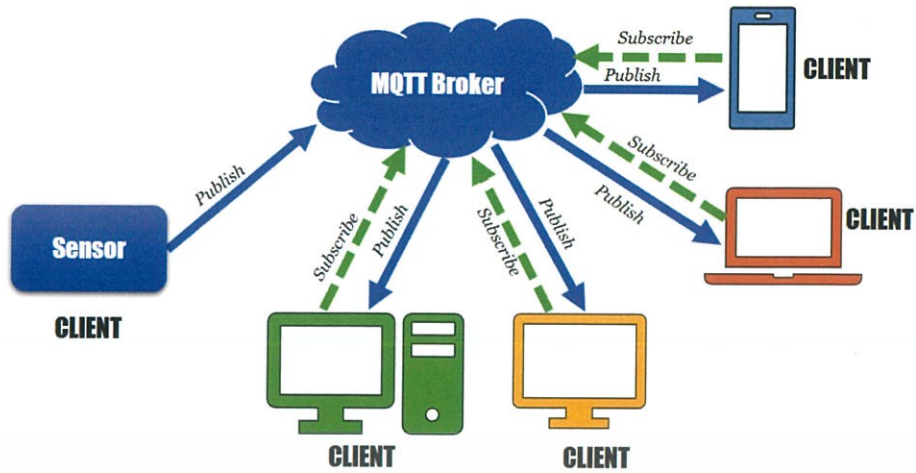 Subscribe
Publish
CLIENT
MQTT Broker
Subscribe
Publish
CLIENT
Publish
Sensor
CLIENT
Subscribe
Publish
CLIENT
Subscribe
Publish
CLIENT